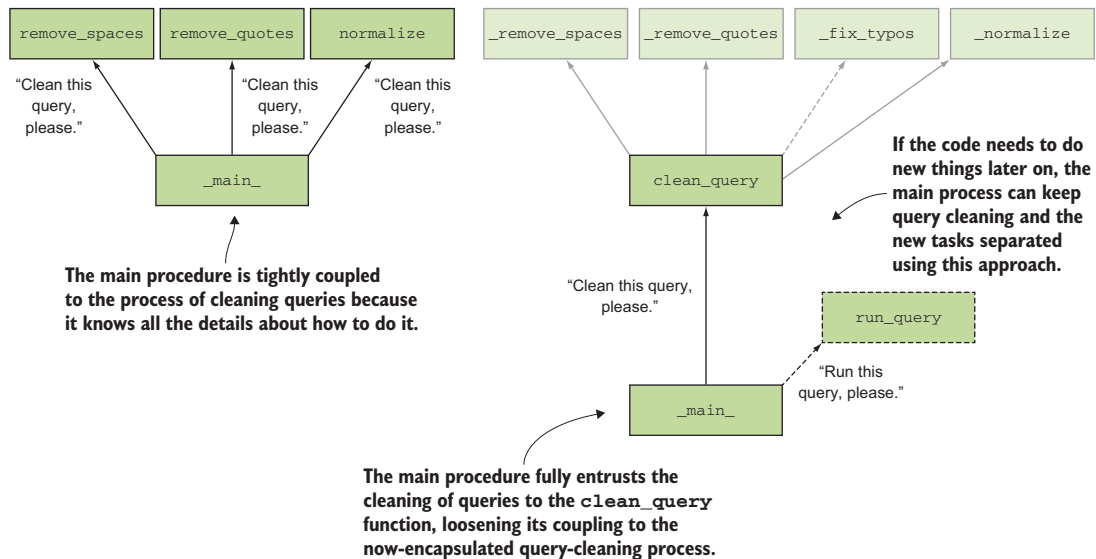 remove_spaces
remove_quotes
normalize
“Clean this
query,
please.”
“Clean this
query,
please.”
“Clean this
query,
please.”
_main_
The main procedure is tightly coupled
to the process of cleaning queries because
it knows all the details about how to do it.
_remove_spaces
_remove_quotes
_fix_typos
_normalize
clean_query
If the code needs to do
new things later on, the
main process can keep
query cleaning and the
new tasks separated
using this approach.
“Clean this query,
please.”
run_query
“Run this
query, please.”
_main_
The main procedure fully entrusts the
cleaning of queries to the clean_query
function, loosening its coupling to the
now-encapsulated query-cleaning process.